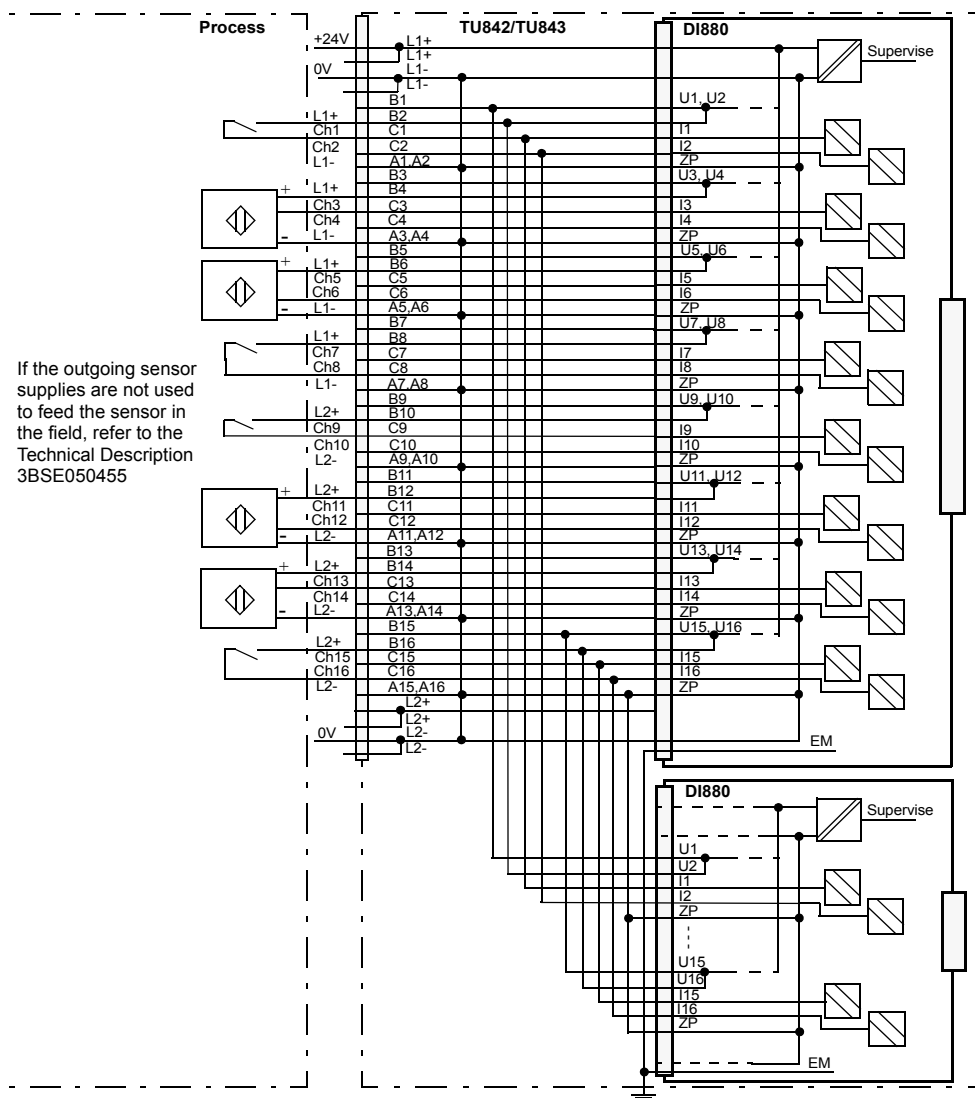 Process
TU842/TU843
DI880
+24V
L1+
L1+
0V
L1-
L1-
Supervise
B1
U1, U2
L1+
B2
Ch1
C1
I1
Ch2
C2
I2
L1-
A1,A2
ZP
B3
U3, U4
+
L1+
B4
Ch3
C3
I3
Ch4
C4
I4
-
L1-
A3,A4
ZP
B5
U5, U6
+
L1+
B6
Ch5
C5
I5
Ch6
C6
I6
-
L1-
A5,A6
ZP
B7
U7, U8
L1+
B8
Ch7
C7
I7
Ch8
C8
I8
L1-
A7,A8
ZP
If the outgoing sensor
supplies are not used
to feed the sensor in
the field, refer to the
Technical Description
3BSE050455
B9
U9, U10
L2+
B10
Ch9
C9
I9
Ch10
C10
I10
L2-
A9,A10
ZP
B11
U11, U12
+
L2+
B12
Ch11
C11
I11
Ch12
C12
I12
-
L2-
A11,A12
ZP
B13
U13, U14
+
L2+
B14
Ch13
C13
I13
Ch14
C14
I14
-
L2-
A13,A14
ZP
B15
U15, U16
L2+
B16
Ch15
C15
I15
Ch16
C16
I16
L2-
A15,A16
ZP
L2+
L2+
0V
L2-
L2-
EM
DI880
Supervise
U1
U2
I1
I2
ZP
U15
U16
I15
I16
ZP
EM